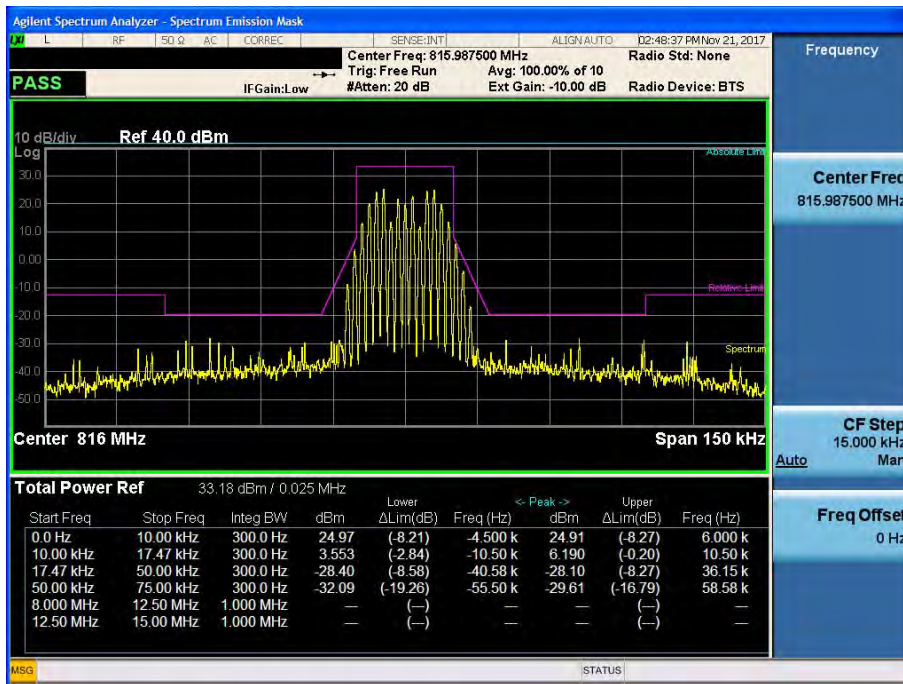 Agilent Spectrum Analyzer - Spectrum Emission Mask
LXI L RF 50 Ω AC CORREC SENSE:INT ALIGN AUTO 02:48:37 PM Nov 21, 2017
Center Freq: 815.987500 MHz Radio Std: None
Trig: Free Run Avg: 100.00% of 10
PASS IFGain:Low #Atten: 20 dB Ext Gain: -10.00 dB Radio Device: BTS
10 dB/div Ref 40.0 dBm
Log
Absolute Limit
30.0
20.0
10.0
0.00
-10.0
Relative Limit
-20.0
-30.0
Spectrum
-40.0
-50.0
Center 816 MHz Span 150 kHz
Total Power Ref 33.18 dBm / 0.025 MHz
Lower <- Peak -> Upper
Start Freq Stop Freq Integ BW dBm ΔLim(dB) Freq (Hz) dBm ΔLim(dB) Freq (Hz)
0.0 Hz 10.00 kHz 300.0 Hz 24.97 (-8.21) -4.500 k 24.91 (-8.27) 6.000 k
10.00 kHz 17.47 kHz 300.0 Hz 3.553 (-2.84) -10.50 k 6.190 (-0.20) 10.50 k
17.47 kHz 50.00 kHz 300.0 Hz -28.40 (-8.58) -40.58 k -28.10 (-8.27) 36.15 k
50.00 kHz 75.00 kHz 300.0 Hz -32.09 (-19.26) -55.50 k -29.61 (-16.79) 58.58 k
8.000 MHz 12.50 MHz 1.000 MHz --- (---) --- --- (---) ---
12.50 MHz 15.00 MHz 1.000 MHz --- (---) --- --- (---) ---
MSG STATUS
Frequency
Center Freq
815.987500 MHz
CF Step
15.000 kHz
Auto Man
Freq Offset
0 Hz